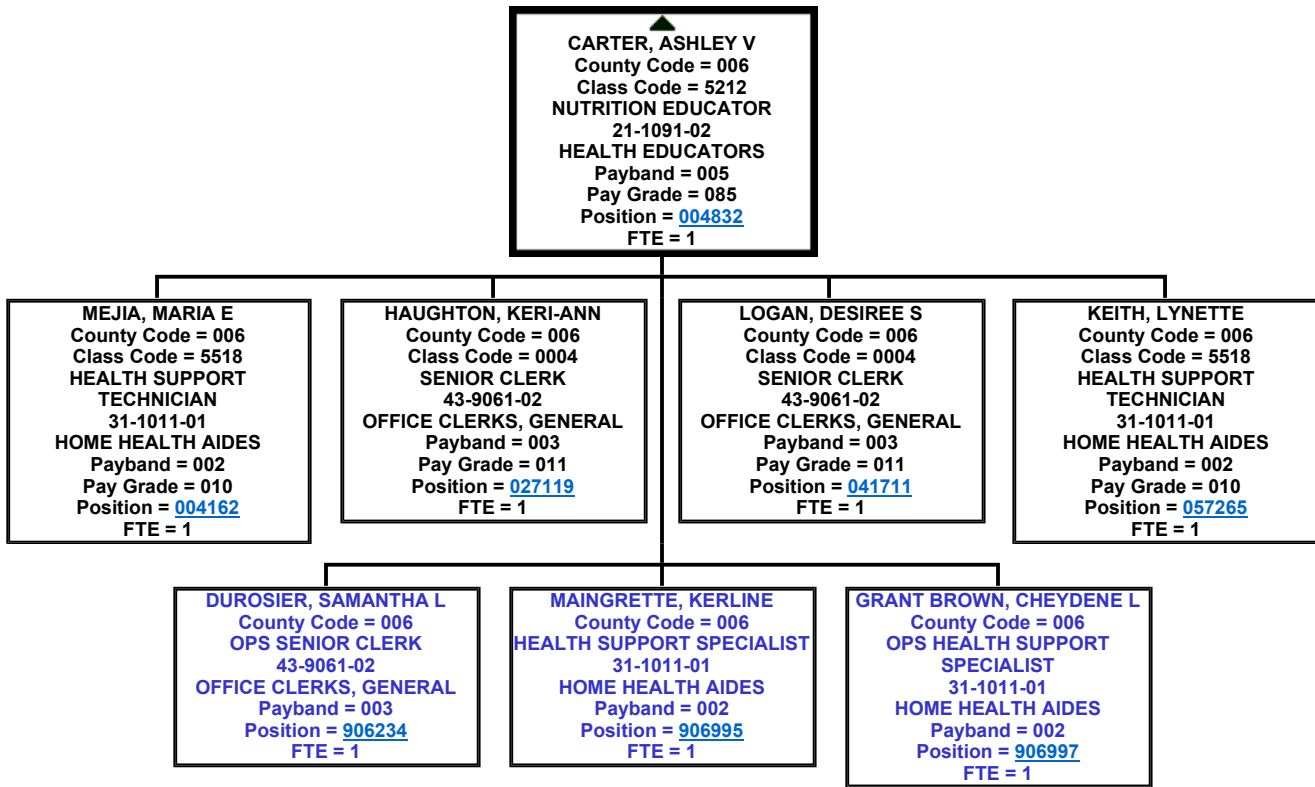 CARTER, ASHLEY V
County Code = 006
Class Code = 5212
NUTRITION EDUCATOR
21-1091-02
HEALTH EDUCATORS
Payband = 005
Pay Grade = 085
Position = 004832
FTE = 1
MEJIA, MARIA E
County Code = 006
Class Code = 5518
HEALTH SUPPORT
TECHNICIAN
31-1011-01
HOME HEALTH AIDES
Payband = 002
Pay Grade = 010
Position = 004162
FTE = 1
HAUGHTON, KERI-ANN
County Code = 006
Class Code = 0004
SENIOR CLERK
43-9061-02
OFFICE CLERKS, GENERAL
Payband = 003
Pay Grade = 011
Position = 027119
FTE = 1
LOGAN, DESIREE S
County Code = 006
Class Code = 0004
SENIOR CLERK
43-9061-02
OFFICE CLERKS, GENERAL
Payband = 003
Pay Grade = 011
Position = 041711
FTE = 1
KEITH, LYNETTE
County Code = 006
Class Code = 5518
HEALTH SUPPORT
TECHNICIAN
31-1011-01
HOME HEALTH AIDES
Payband = 002
Pay Grade = 010
Position = 057265
FTE = 1
DUROSIER, SAMANTHA L
County Code = 006
OPS SENIOR CLERK
43-9061-02
OFFICE CLERKS, GENERAL
Payband = 003
Position = 906234
FTE = 1
MAINGRETTE, KERLINE
County Code = 006
HEALTH SUPPORT SPECIALIST
31-1011-01
HOME HEALTH AIDES
Payband = 002
Position = 906995
FTE = 1
GRANT BROWN, CHEYDENE L
County Code = 006
OPS HEALTH SUPPORT
SPECIALIST
31-1011-01
HOME HEALTH AIDES
Payband = 002
Position = 906997
FTE = 1